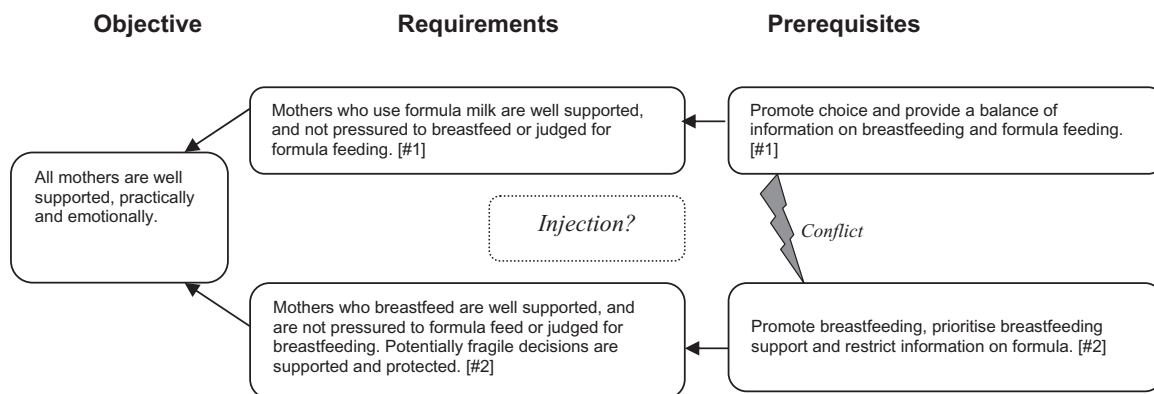 Objective
Requirements
Prerequisites
Mothers who use formula milk are well supported,
and not pressured to breastfeed or judged for
formula feeding. [#1]
Promote choice and provide a balance of
information on breastfeeding and formula feeding.
[#1]
All mothers are well
supported, practically
and emotionally.
Injection?
Conflict
Mothers who breastfeed are well supported, and
are not pressured to formula feed or judged for
breastfeeding. Potentially fragile decisions are
supported and protected. [#2]
Promote breastfeeding, prioritise breastfeeding
support and restrict information on formula. [#2]